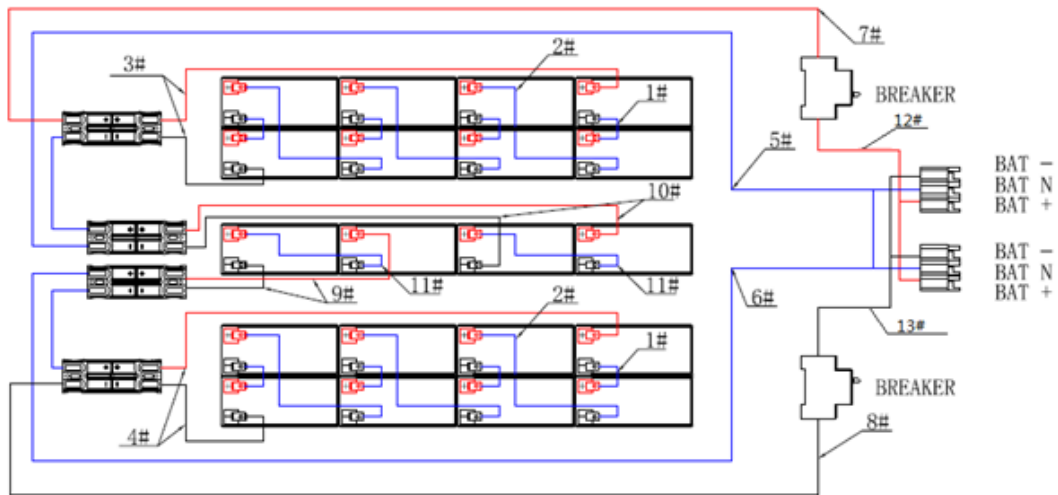 7#
2#
3#
1#
BREAKER
12#
5#
BAT -
BAT N
BAT +
10#
BAT -
BAT N
BAT +
11#
11#
9#
6#
2#
13#
1#
BREAKER
4#
8#